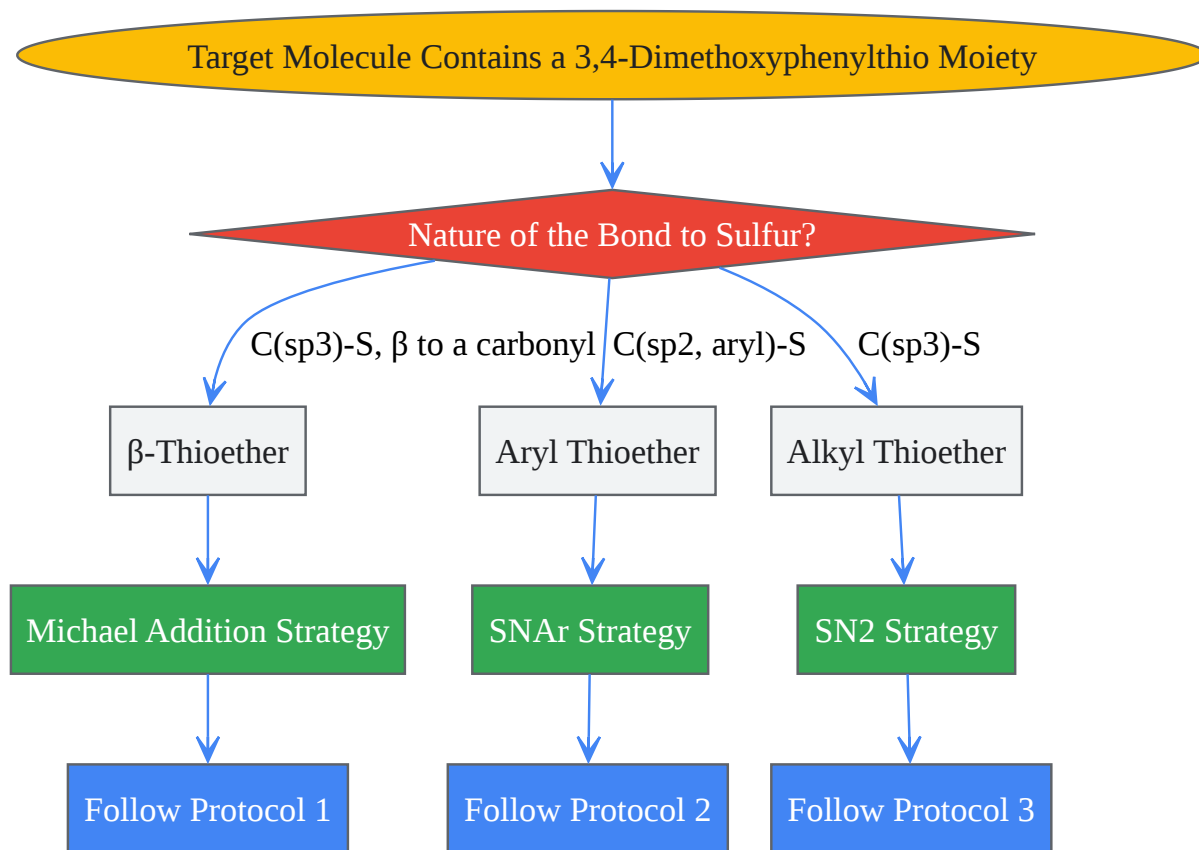 Target Molecule Contains a 3,4-Dimethoxyphenylthio Moiety
Nature of the Bond to Sulfur?
C(sp3)-S, β to a carbonyl
C(sp2, aryl)-S
C(sp3)-S
β-Thioether
Aryl Thioether
Alkyl Thioether
Michael Addition Strategy
SNAr Strategy
SN2 Strategy
Follow Protocol 1
Follow Protocol 2
Follow Protocol 3